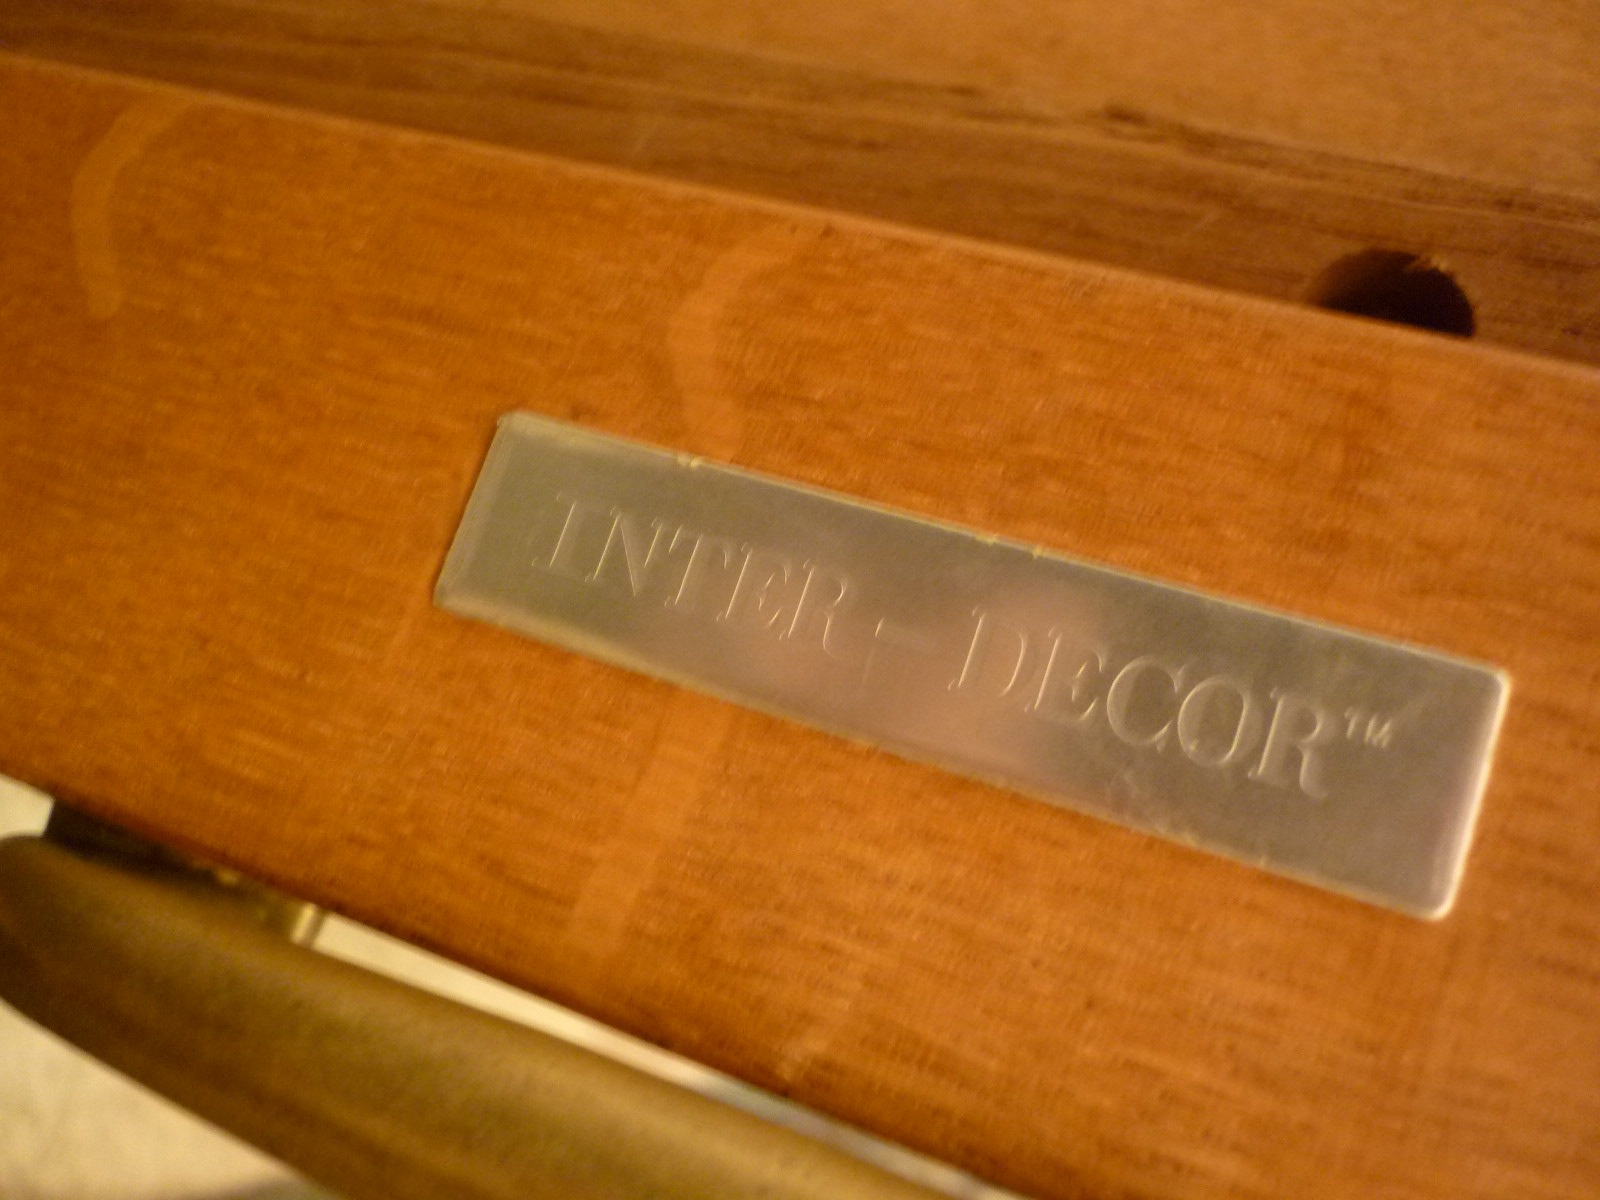 INTER - DECOR™